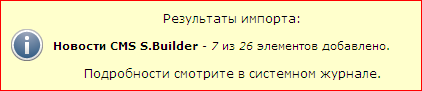 Результаты импорта:
Новости CMS S.Builder - 7 из 26 элементов добавлено.
Подробности смотрите в системном журнале.